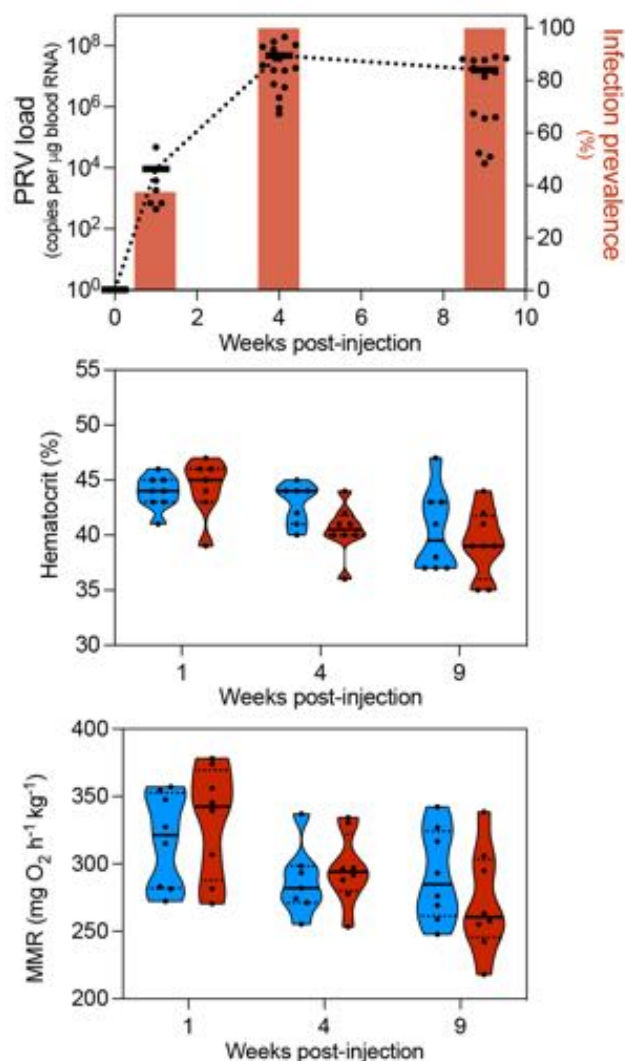 PRV load
(copies per µg blood RNA)
10⁸
10⁶
10⁴
10²
10⁰
100
80
60
40
20
0
Infection prevalence
(%)
0 2 4 6 8 10
Weeks post-injection
Hematocrit (%)
55
50
45
40
35
30
1 4 9
Weeks post-injection
MMR (mg O₂ h⁻¹ kg⁻¹)
400
350
300
250
200
1 4 9
Weeks post-injection